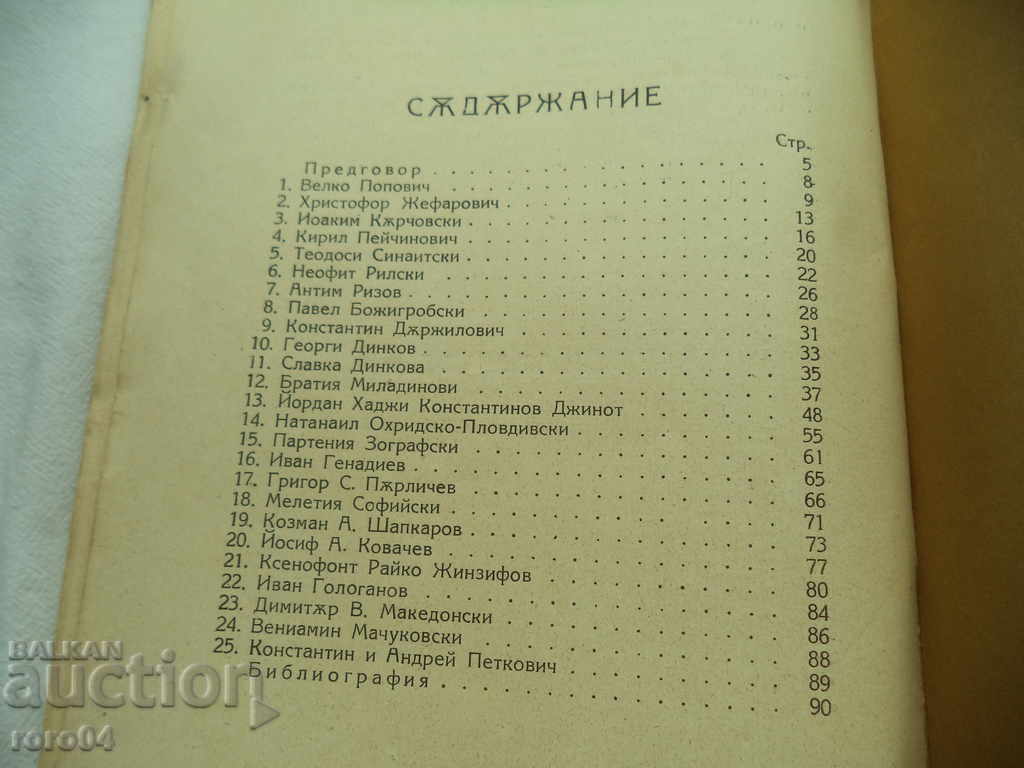 СѪДѪРЖАНИЕ
Стр.
Предговор . . . . . . . . . . . . . . . . 5
1. Велко Попович . . . . . . . . . . . . . . . 8
2. Христофор Жефарович . . . . . . . . . . . . . 9
3. Иоаким Кѫрчовски . . . . . . . . . . . . . . 13
4. Кирил Пейчинович . . . . . . . . . . . . . . 16
5. Теодоси Синаитски . . . . . . . . . . . . . . 20
6. Неофит Рилски . . . . . . . . . . . . . . . 22
7. Антим Ризов . . . . . . . . . . . . . . . . 26
8. Павел Божигробски . . . . . . . . . . . . . . 28
9. Константин Дѫржилович . . . . . . . . . . . . 31
10. Георги Динков . . . . . . . . . . . . . . . 33
11. Славка Динкова . . . . . . . . . . . . . . . 35
12. Братия Миладинови . . . . . . . . . . . . . . 37
13. Йордан Хаджи Константинов Джинот . . . . . . . . 48
14. Натанаил Охридско-Пловдивски . . . . . . . . . . 55
15. Партения Зографски . . . . . . . . . . . . . 61
16. Иван Генадиев . . . . . . . . . . . . . . . 65
17. Григор С. Пѫрличев . . . . . . . . . . . . . 66
18. Мелетия Софийски . . . . . . . . . . . . . . 71
19. Козман А. Шапкаров . . . . . . . . . . . . . 73
20. Йосиф А. Ковачев . . . . . . . . . . . . . . 77
21. Ксенофонт Райко Жинзифов . . . . . . . . . . . 80
22. Иван Гологанов . . . . . . . . . . . . . . . 84
23. Димитѫр В. Македонски . . . . . . . . . . . . 86
24. Вениамин Мачуковски . . . . . . . . . . . . . 88
25. Константин и Андрей Петкович . . . . . . . . . . 89
Библиография . . . . . . . . . . . . . . 90
BALKAN
auction
roro04